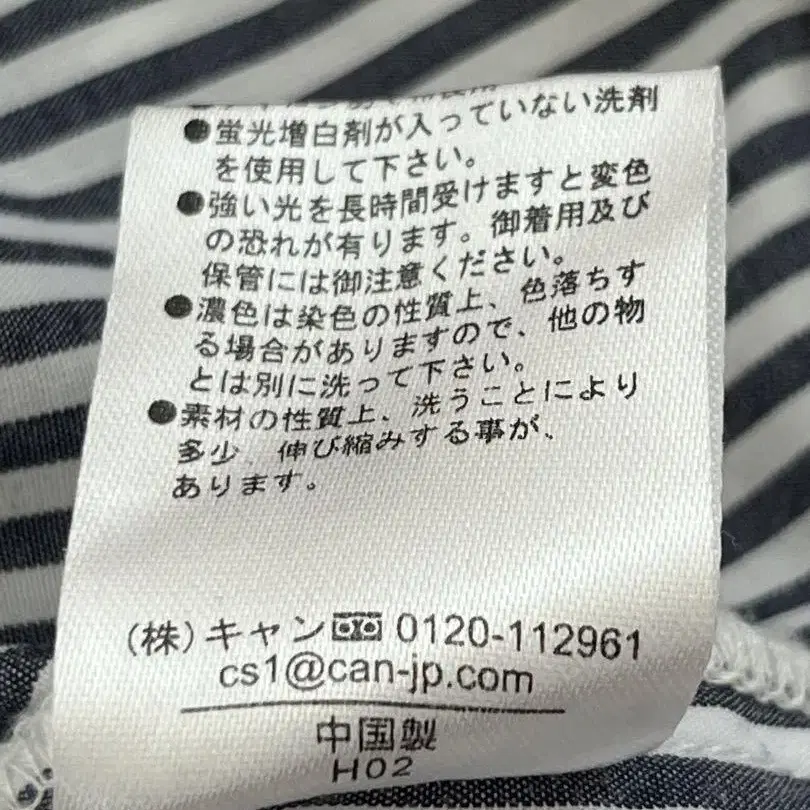 ●蛍光増白剤が入っていない洗剤
を使用して下さい。
●強い光を長時間受けますと変色
の恐れが有ります。御着用及び
保管には御注意ください。
●濃色は染色の性質上、色落ちす
る場合がありますので、他の物
とは別に洗って下さい。
●素材の性質上、洗うことにより
多少、伸び縮みする事が、
あります。
(株)キャン 0120-112961
cs1@can-jp.com
中国製
H02